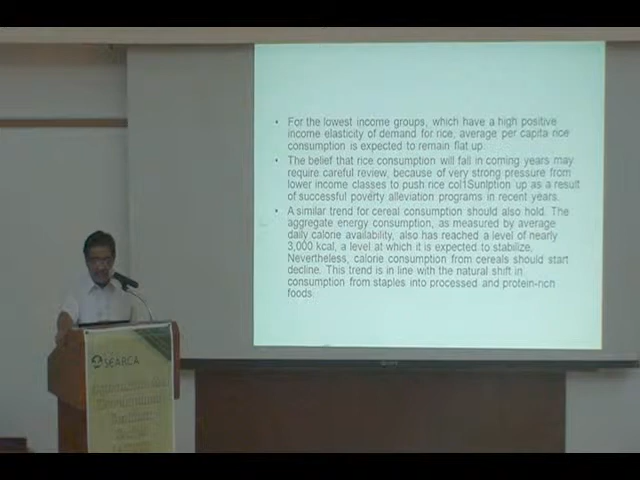 • For the lowest income groups, which have a high positive
income elasticity of demand for rice, average per capita rice
consumption is expected to remain flat up.
• The belief that rice consumption will fall in coming years may
require careful review, because of very strong pressure from
lower income classes to push rice col1Sunlption up as a result
of successful poverty alleviation programs in recent years.
• A similar trend for cereal consumption should also hold. The
aggregate energy consumption, as measured by average
daily calorie availability, also has reached a level of nearly
3,000 kcal, a level at which it is expected to stabilize,
Nevertheless, calorie consumption from cereals should start
decline. This trend is in line with the natural shift in
consumption from staples into processed and protein-rich
foods
SEARCA